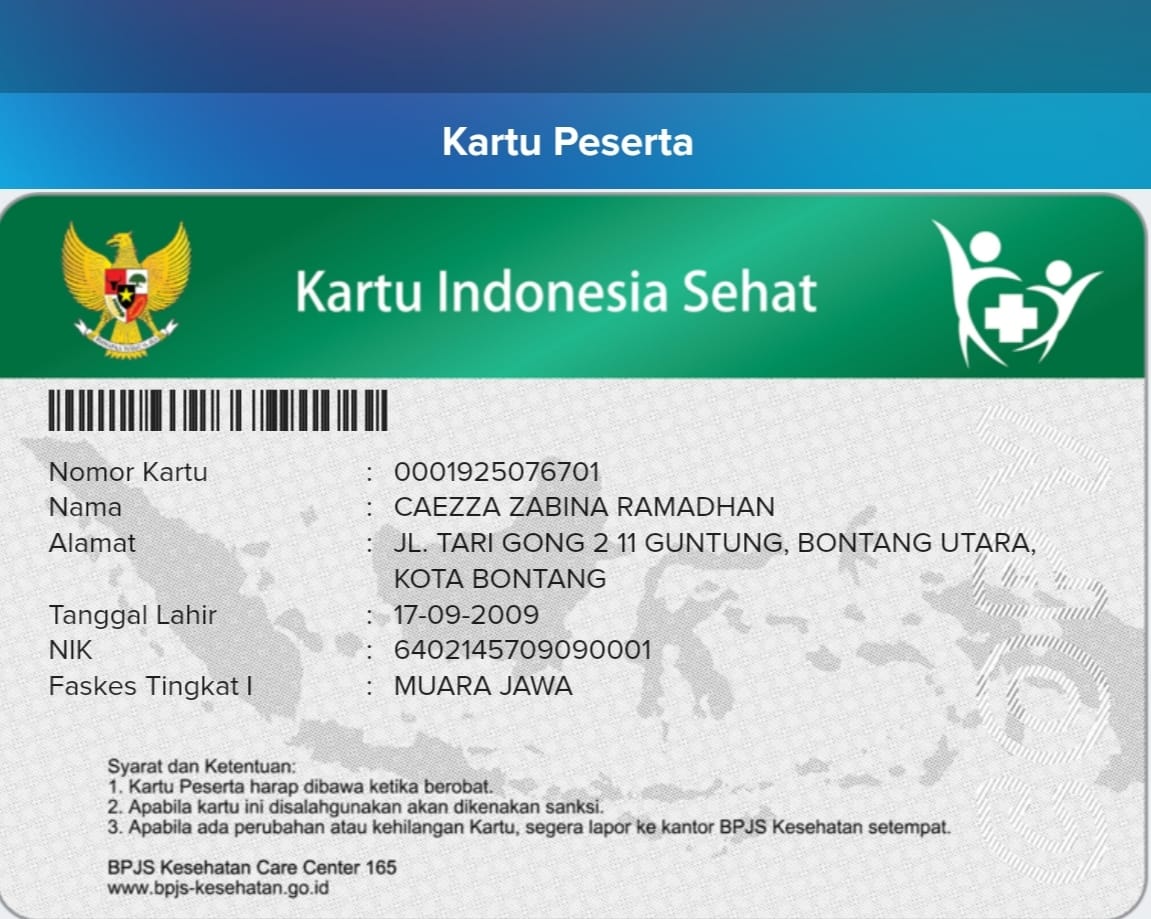 Kartu Peserta
Kartu Indonesia Sehat
Nomor Kartu : 0001925076701
Nama : CAEZZA ZABINA RAMADHAN
Alamat : JL. TARI GONG 2 11 GUNTUNG, BONTANG UTARA,
KOTA BONTANG
Tanggal Lahir : 17-09-2009
NIK : 6402145709090001
Faskes Tingkat I : MUARA JAWA
Syarat dan Ketentuan:
1. Kartu Peserta harap dibawa ketika berobat.
2. Apabila kartu ini disalahgunakan akan dikenakan sanksi.
3. Apabila ada perubahan atau kehilangan Kartu, segera lapor ke kantor BPJS Kesehatan setempat.
BPJS Kesehatan Care Center 165
www.bpjs-kesehatan.go.id